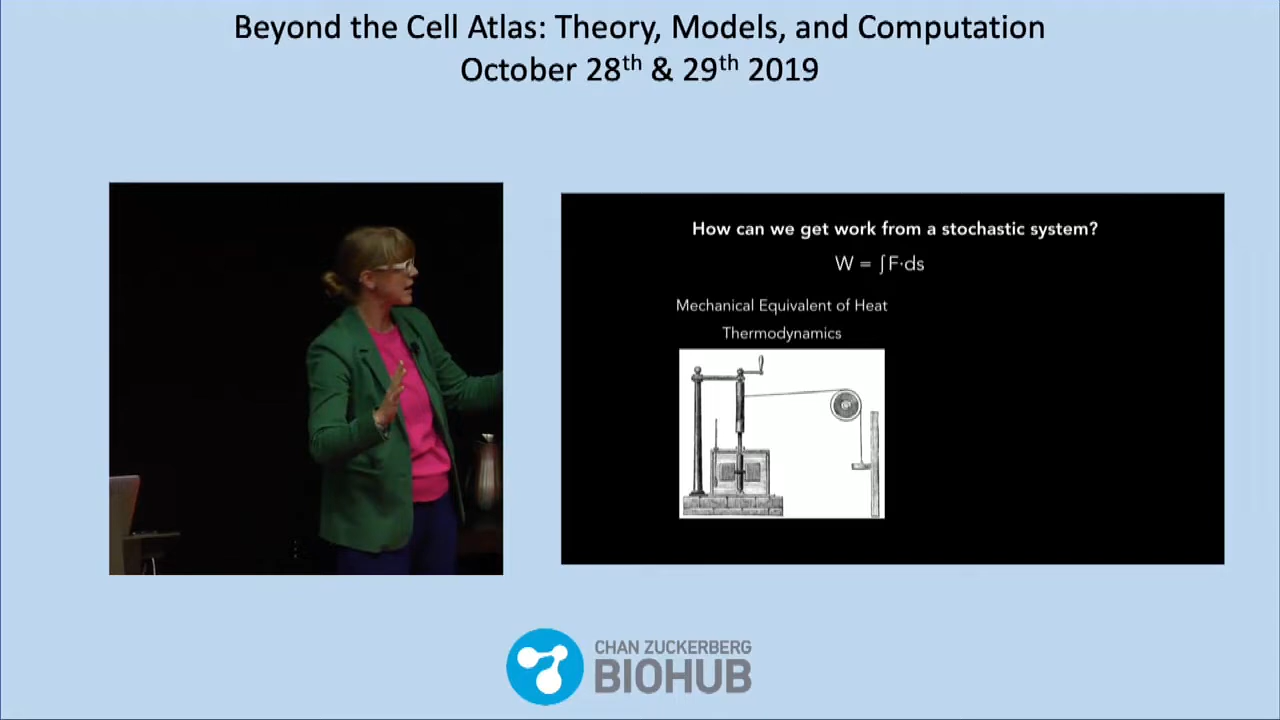 Beyond the Cell Atlas: Theory, Models, and Computation
October 28th & 29th 2019
How can we get work from a stochastic system?
W = ∫F·ds
Mechanical Equivalent of Heat
Thermodynamics
CHAN ZUCKERBERG
BIOHUB